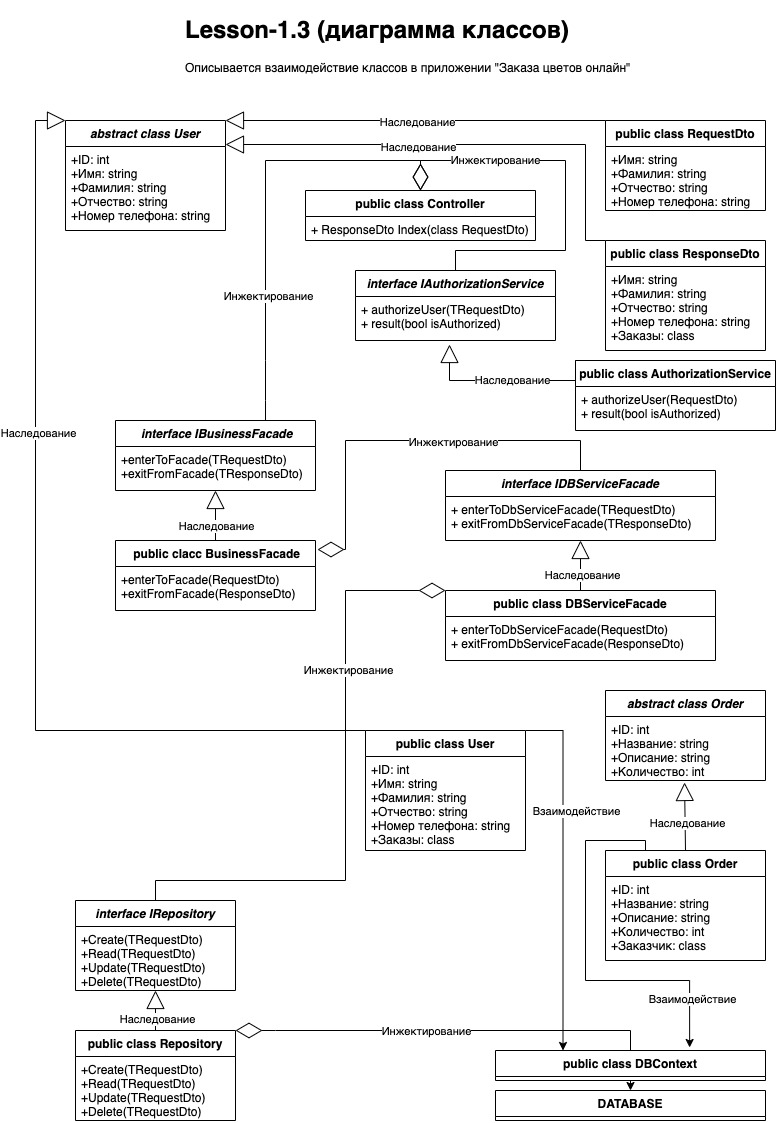 Lesson-1.3 (диаграмма классов)
Описывается взаимодействие классов в приложении "Заказа цветов онлайн"
abstract class User
+ID: int
+Имя: string
+Фамилия: string
+Отчество: string
+Номер телефона: string
Наследование
Наследование
Инжектирование
public class RequestDto
+Имя: string
+Фамилия: string
+Отчество: string
+Номер телефона: string
public class Controller
+ ResponseDto Index(class RequestDto)
public class ResponseDto
+Имя: string
+Фамилия: string
+Отчество: string
+Номер телефона: string
+Заказы: class
Инжектирование
interface IAuthorizationService
+ authorizeUser(TRequestDto)
+ result(bool isAuthorized)
Наследование
public class AuthorizationService
+ authorizeUser(RequestDto)
+ result(bool isAuthorized)
Наследование
interface IBusinessFacade
+enterToFacade(TRequestDto)
+exitFromFacade(TResponseDto)
Инжектирование
interface IDBServiceFacade
+ enterToDbServiceFacade(TRequestDto)
+ exitFromDbServiceFacade(TResponseDto)
Наследование
public clacc BusinessFacade
+enterToFacade(RequestDto)
+exitFromFacade(ResponseDto)
Наследование
public class DBServiceFacade
+ enterToDbServiceFacade(RequestDto)
+ exitFromDbServiceFacade(ResponseDto)
Инжектирование
abstract class Order
+ID: int
+Название: string
+Описание: string
+Количество: int
public class User
+ID: int
+Имя: string
+Фамилия: string
+Отчество: string
+Номер телефона: string
+Заказы: class
Взаимодействие
Наследование
public class Order
+ID: int
+Название: string
+Описание: string
+Количество: int
+Заказчик: class
interface IRepository
+Create(TRequestDto)
+Read(TRequestDto)
+Update(TRequestDto)
+Delete(TRequestDto)
Взаимодействие
Наследование
Инжектирование
public class Repository
+Create(TRequestDto)
+Read(TRequestDto)
+Update(TRequestDto)
+Delete(TRequestDto)
public class DBContext
DATABASE